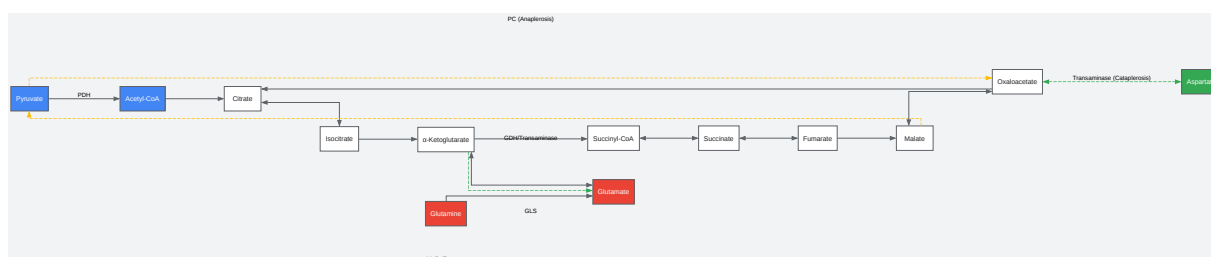 PC (Anaplerosis)
Oxaloacetate
Transaminase (Cataplerosis)
Pyruvate
PDH
Acetyl-CoA
Citrate
Isocitrate
α-Ketoglutarate
GDH/Transaminase
Succinyl-CoA
Succinate
Fumarate
Malate
Glutamate
Glutamine
GLS